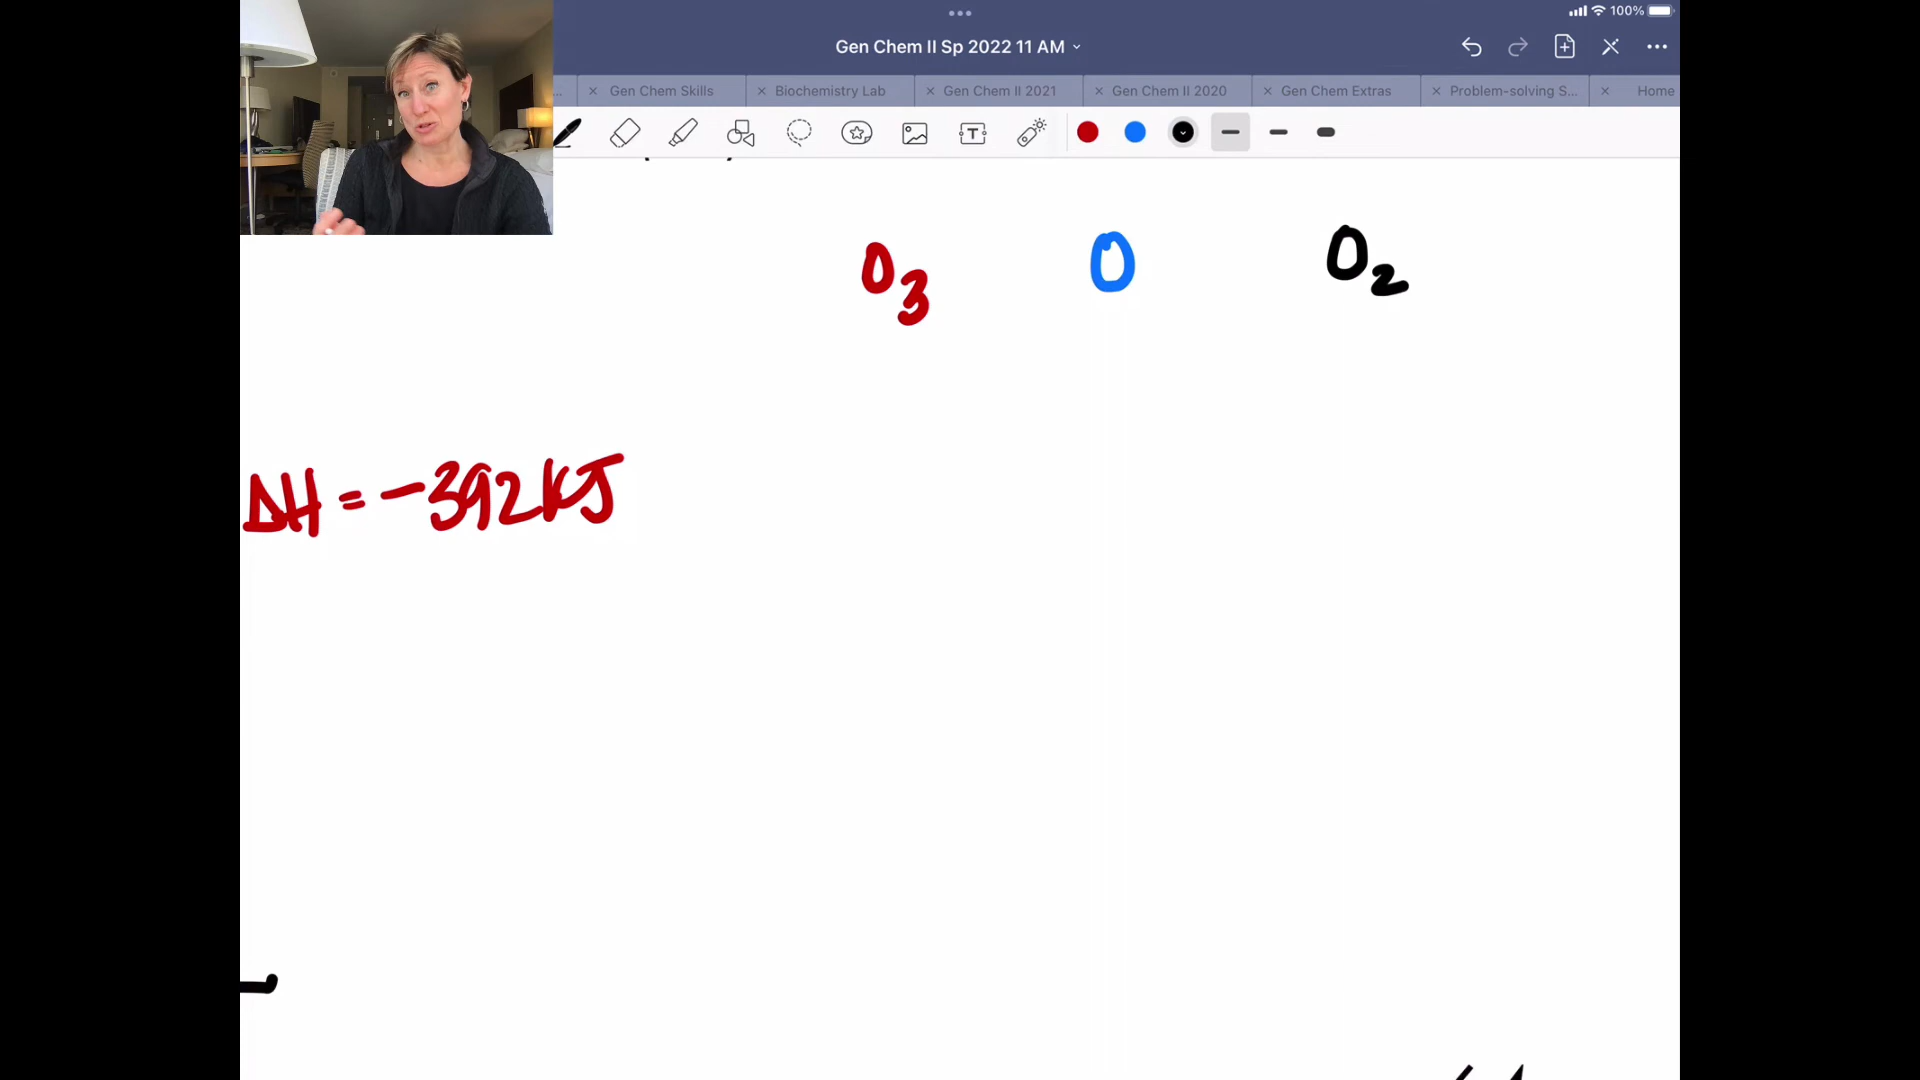 100%
Gen Chem II Sp 2022 11 AM
... Gen Chem Skills Biochemistry Lab Gen Chem II 2021 Gen Chem II 2020 Gen Chem Extras Problem-solving S... Home
T
O3 O O2
ΔH = -392 kJ